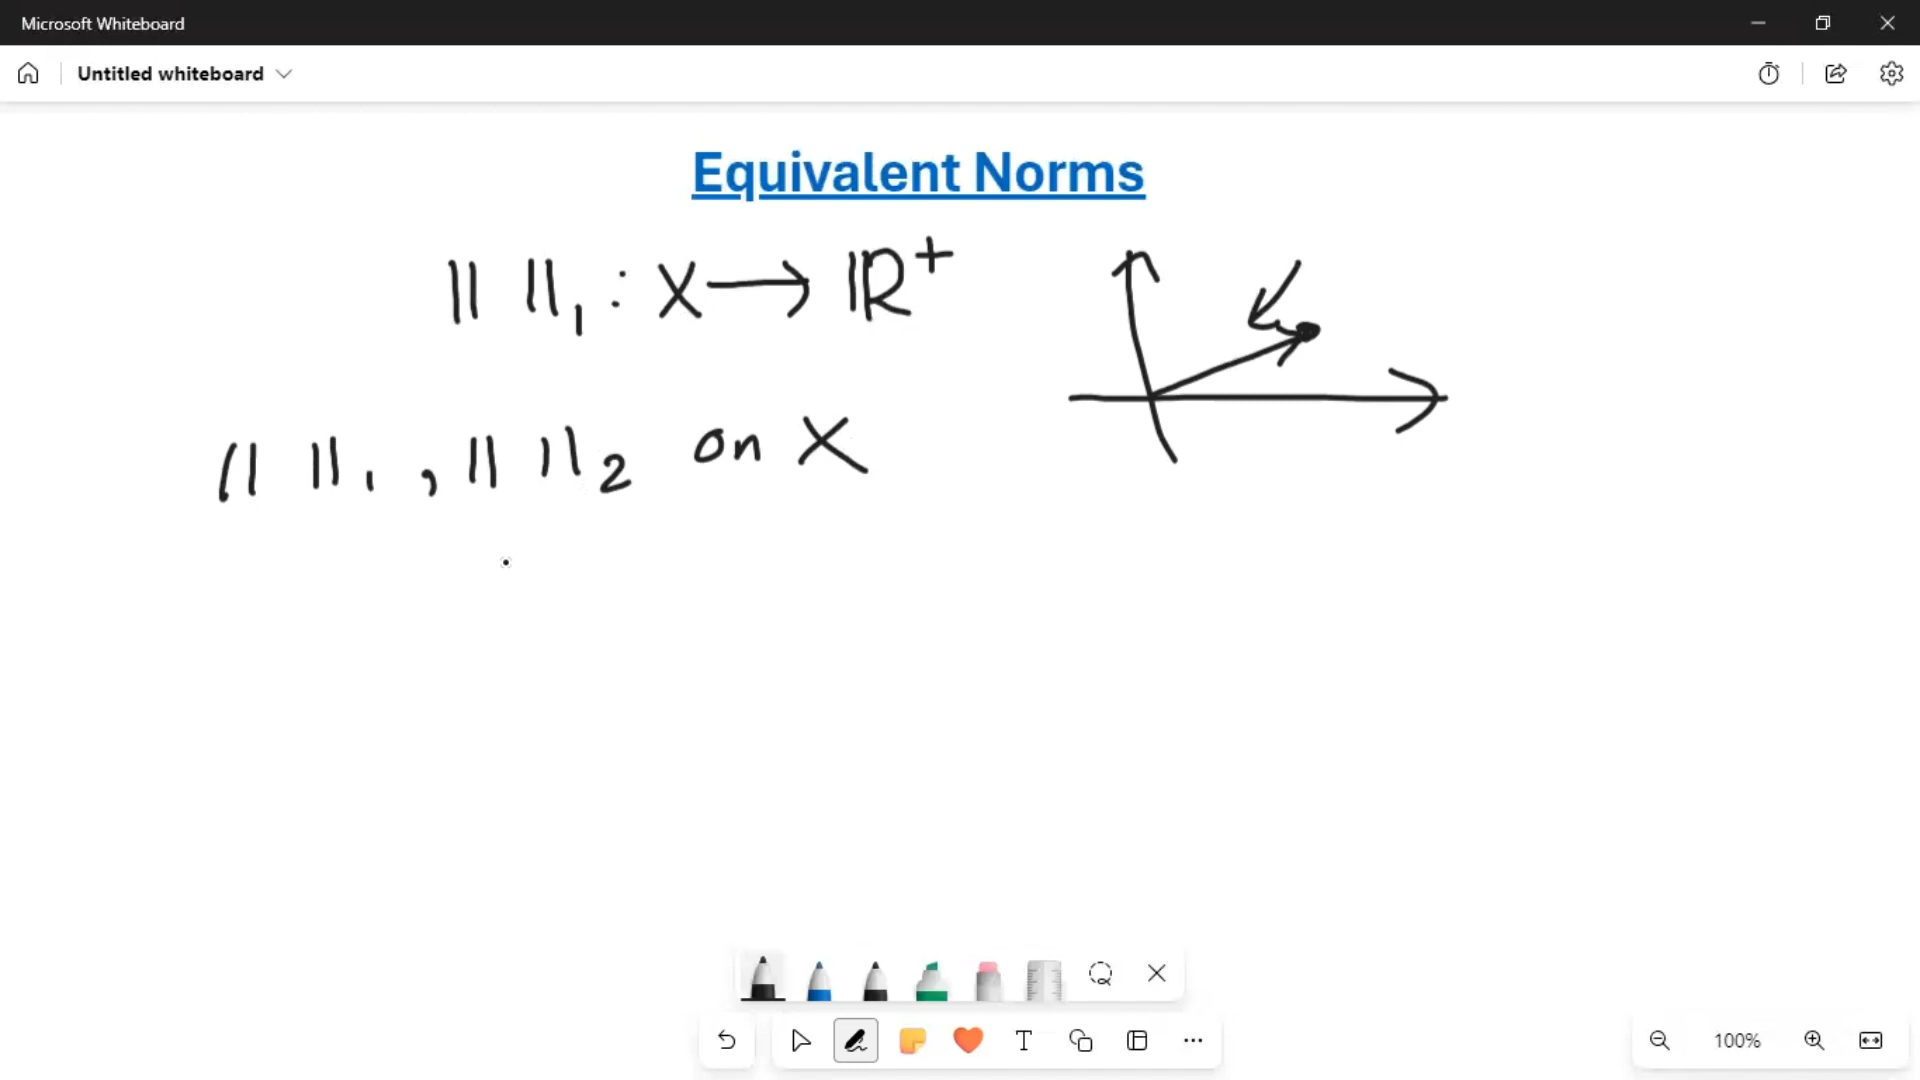 Microsoft Whiteboard
Untitled whiteboard
Equivalent Norms
|| ||₁ : X → ℝ⁺
|| ||₁ , || ||₂ on X
100%